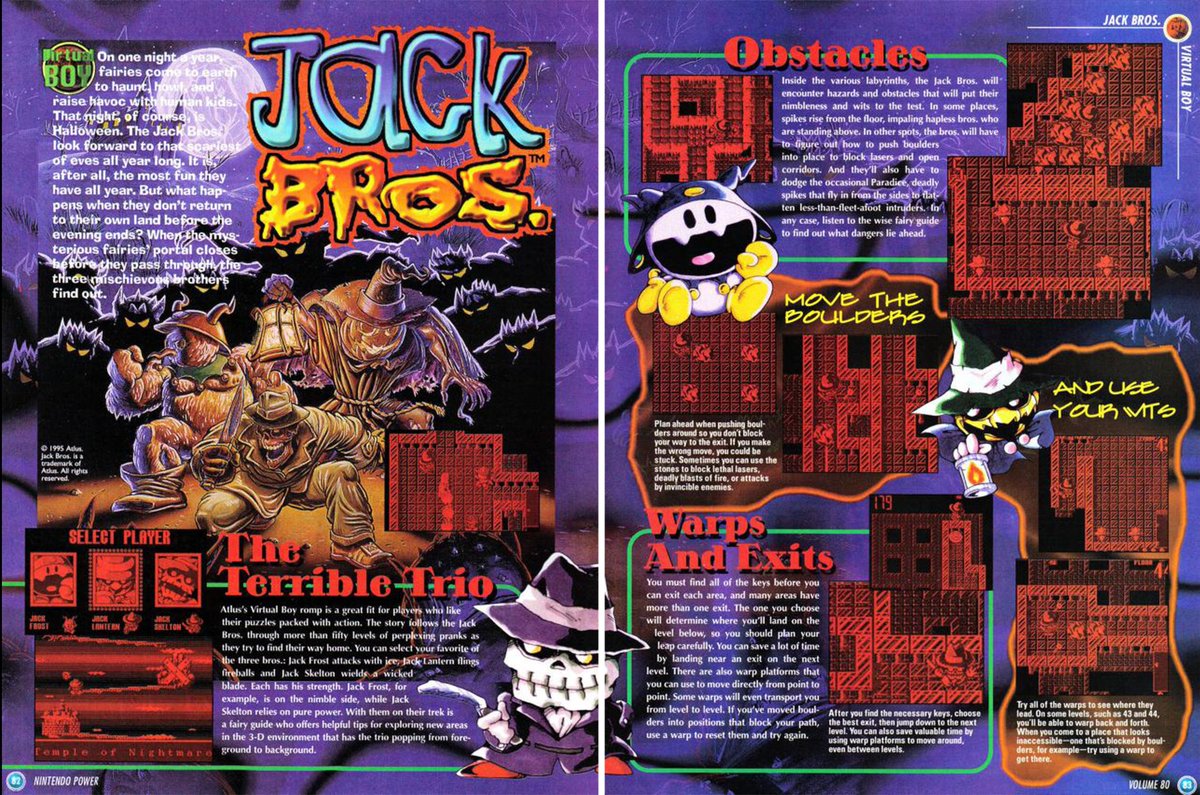 Virtual
BOY
On one night a year,
fairies come to earth
to haunt, howl, and
raise havoc with human kids.
That night, of course, is
Halloween. The Jack Bros.
look forward to that scariest
of eves all year long. It is,
after all, the most fun they
have all year. But what hap-
pens when they don't return
to their own land before the
evening ends? When the mys-
terious fairies' portal closes
before they pass through, the
three mischievous brothers
find out.
JACK
BROS.™
© 1995 Atlus.
Jack Bros. is a
trademark of
Atlus. All rights
reserved.
SELECT PLAYER
JACK FROST
JACK LANTERN
JACK SKELTON
Temple of Nightmare
The
Terrible Trio
Atlus's Virtual Boy romp is a great fit for players who like
their puzzles packed with action. The story follows the Jack
Bros. through more than fifty levels of perplexing pranks as
they try to find their way home. You can select your favorite of
the three bros.: Jack Frost attacks with ice, Jack Lantern flings
fireballs and Jack Skelton wields a wicked
blade. Each has his strength. Jack Frost, for
example, is on the nimble side, while Jack
Skelton relies on pure power. With them on their trek is
a fairy guide who offers helpful tips for exploring new areas
in the 3-D environment that has the trio popping from fore-
ground to background.
82 NINTENDO POWER
JACK BROS.
VIRTUAL BOY
Obstacles
Inside the various labyrinths, the Jack Bros. will
encounter hazards and obstacles that will put their
nimbleness and wits to the test. In some places,
spikes rise from the floor, impaling hapless bros. who
are standing above. In other spots, the bros. will have
to figure out how to push boulders
into place to block lasers and open
corridors. And they'll also have to
dodge the occasional Paradice, deadly
spikes that fly in from the sides to flat-
ten less-than-fleet-afoot intruders. In
any case, listen to the wise fairy guide
to find out what dangers lie ahead.
MOVE THE
BOULDERS
Plan ahead when pushing boul-
ders around so you don't block
your way to the exit. If you make
the wrong move, you could be
stuck. Sometimes you can use the
stones to block lethal lasers,
deadly blasts of fire, or attacks
by invincible enemies.
AND USE
YOUR WITS
Warps
And Exits
You must find all of the keys before you
can exit each area, and many areas have
more than one exit. The one you choose
will determine where you'll land on the
level below, so you should plan your
leap carefully. You can save a lot of time
by landing near an exit on the next
level. There are also warp platforms that
you can use to move directly from point to
point. Some warps will even transport you
from level to level. If you've moved boul-
ders into positions that block your path,
use a warp to reset them and try again.
179
After you find the necessary keys, choose
the best exit, then jump down to the next
level. You can also save valuable time by
using warp platforms to move around,
even between levels.
FLOOR
44
Try all of the warps to see where they
lead. On some levels, such as 43 and 44,
you'll be able to warp back and forth.
When you come to a place that looks
inaccessible—one that's blocked by boul-
ders, for example—try using a warp to
get there.
VOLUME 80 83